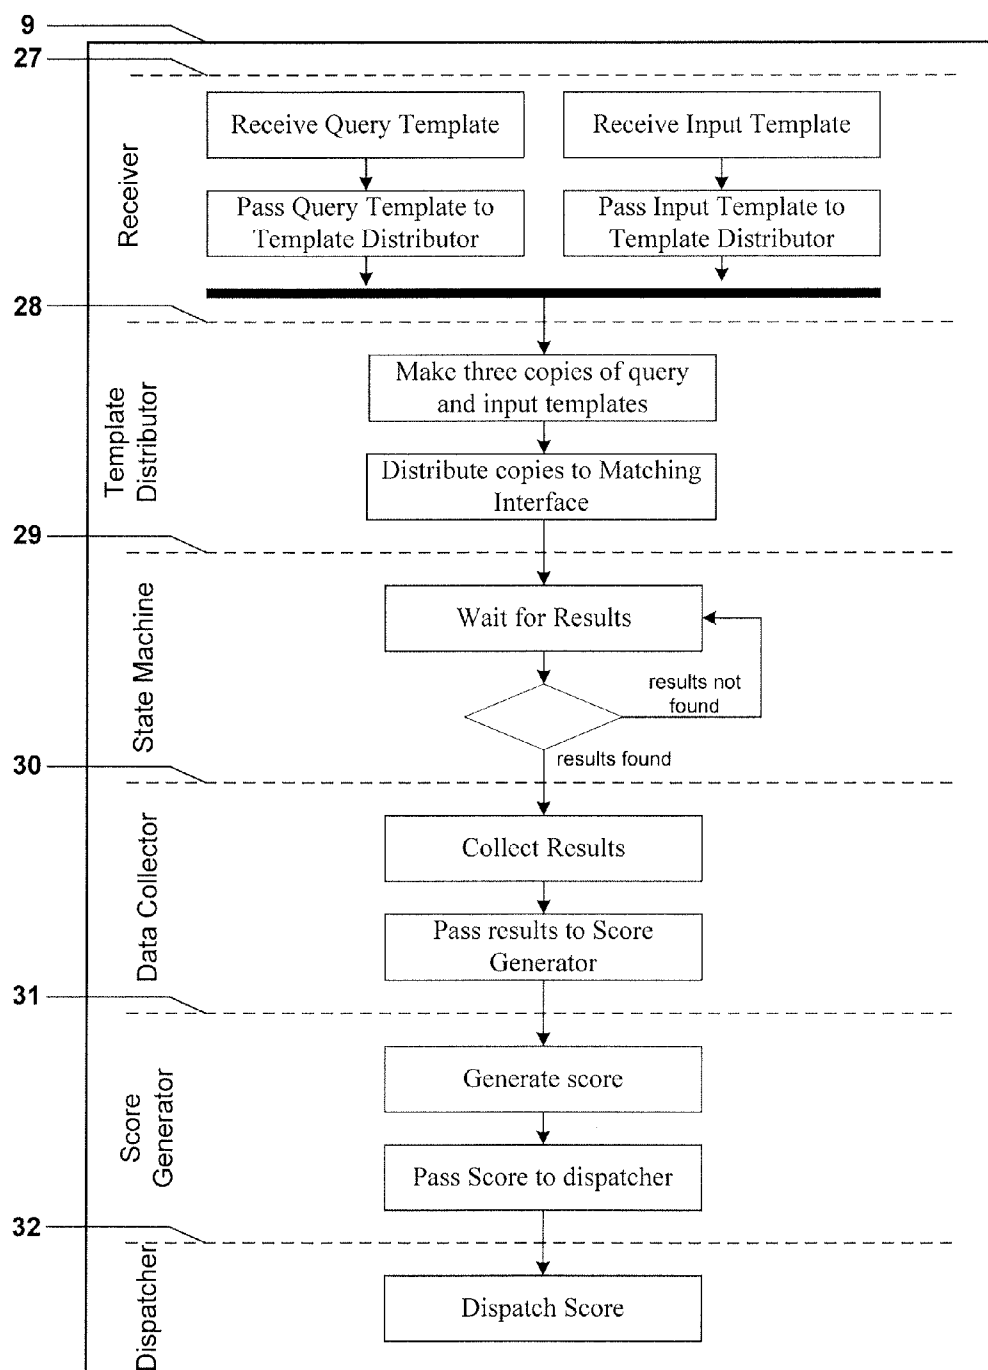 9
27
Receiver
Receive Query Template
Receive Input Template
Pass Query Template to
Template Distributor
Pass Input Template to
Template Distributor
28
Template
Distributor
Make three copies of query
and input templates
Distribute copies to Matching
Interface
29
State Machine
Wait for Results
results not
found
results found
30
Data Collector
Collect Results
Pass results to Score
Generator
31
Score
Generator
Generate score
Pass Score to dispatcher
32
Dispatcher
Dispatch Score